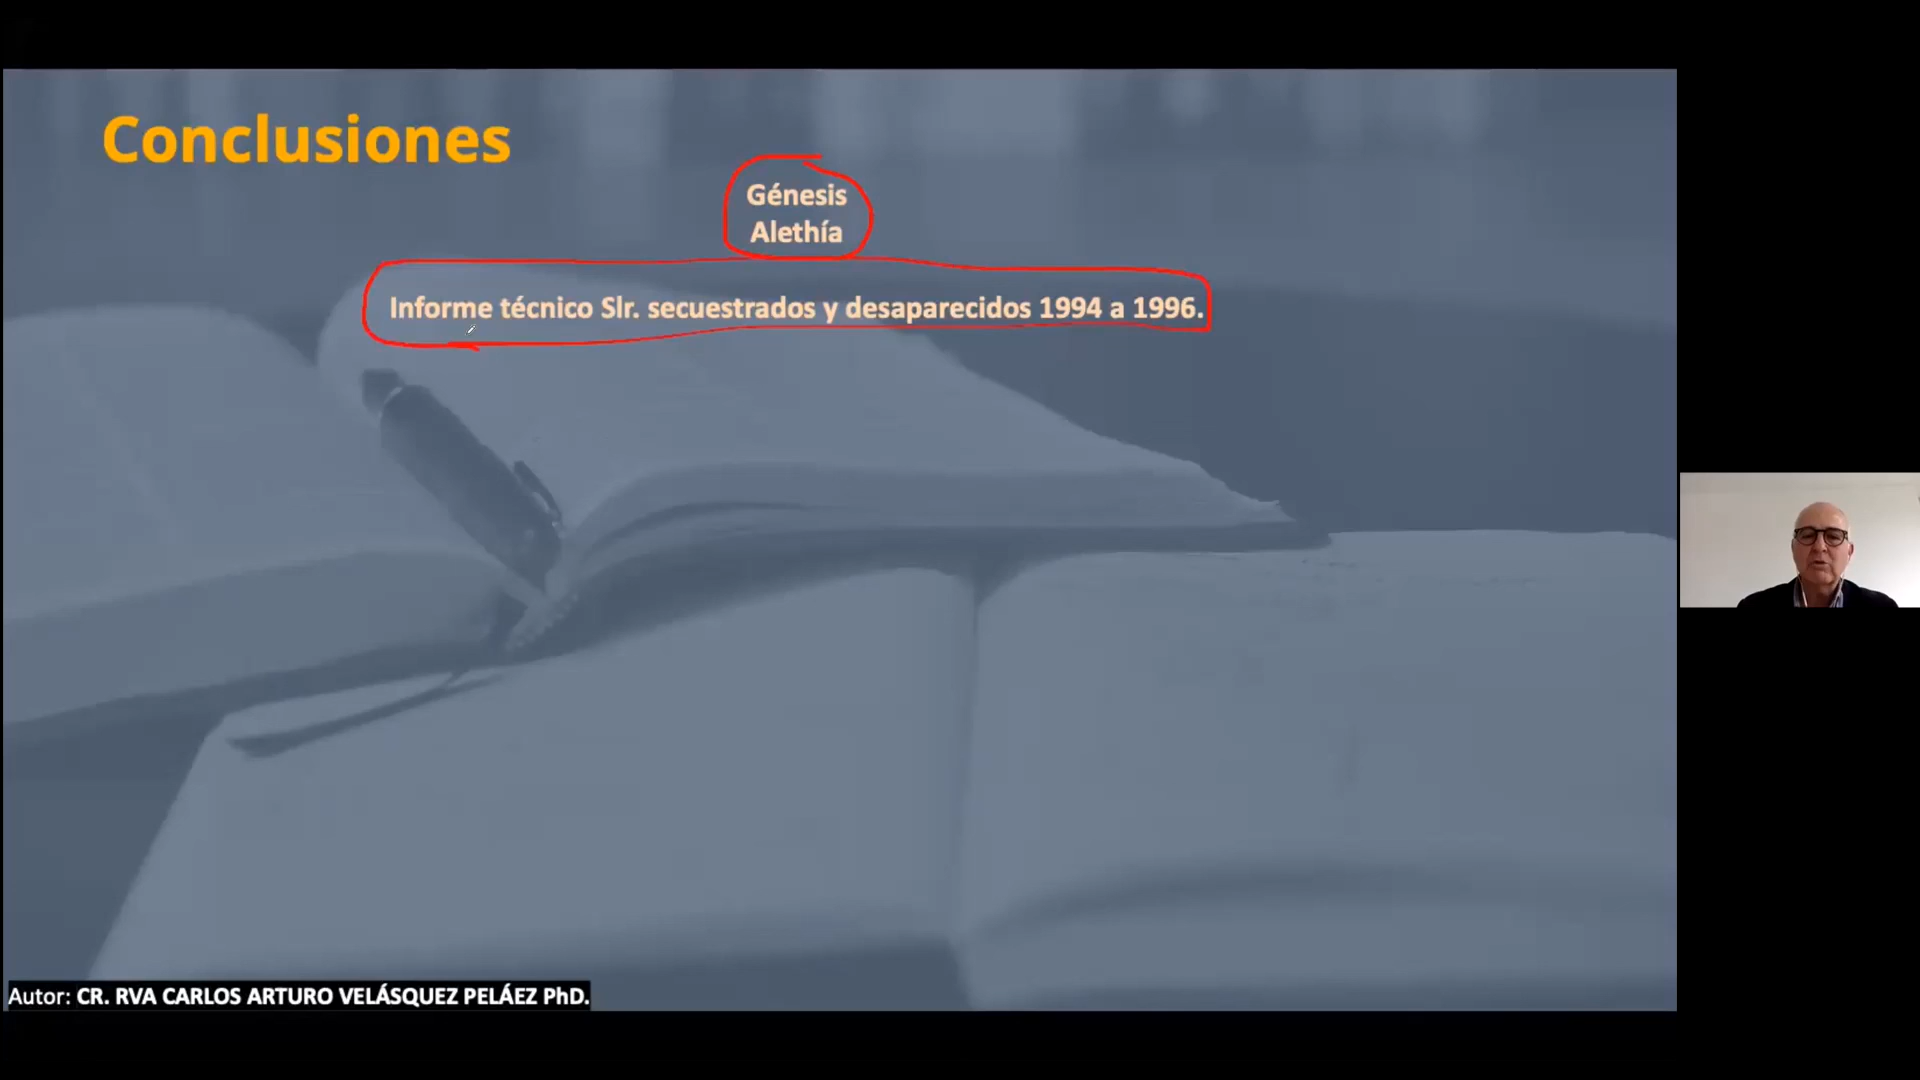 Conclusiones
Génesis
Alethía
Informe técnico Slr. secuestrados y desaparecidos 1994 a 1996.
Autor: CR. RVA CARLOS ARTURO VELÁSQUEZ PELÁEZ PhD.